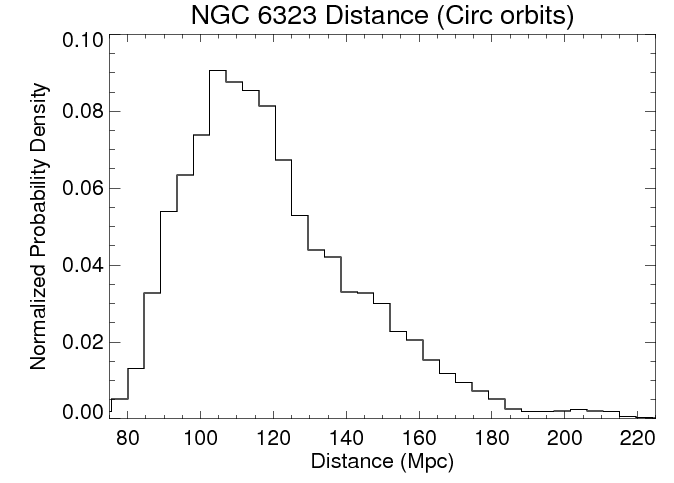 NGC 6323 Distance (Circ orbits)
0.10
0.08
0.06
0.04
0.02
0.00
Normalized Probability Density
80 100 120 140 160 180 200 220
Distance (Mpc)